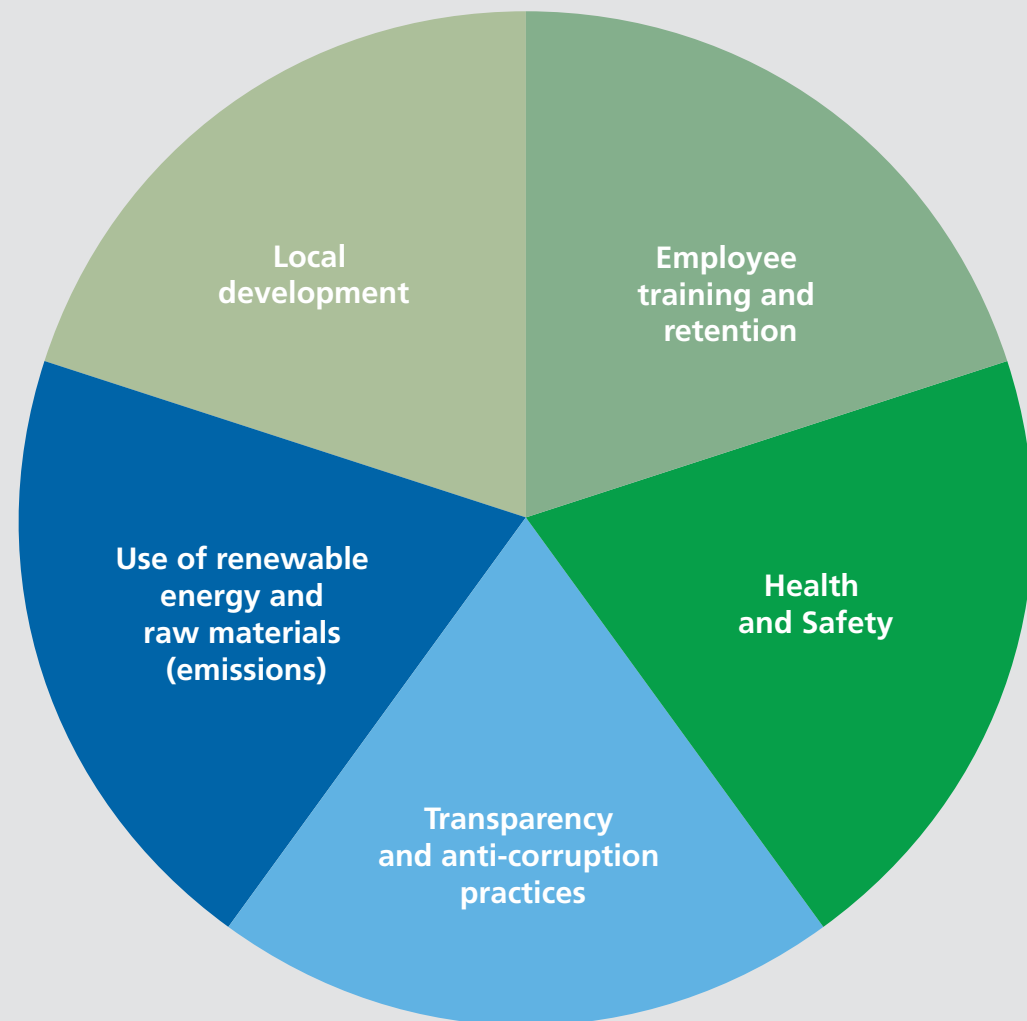 Local
development
Employee
training and
retention
Use of renewable
energy and
raw materials
(emissions)
Health
and Safety
Transparency
and anti-corruption
practices